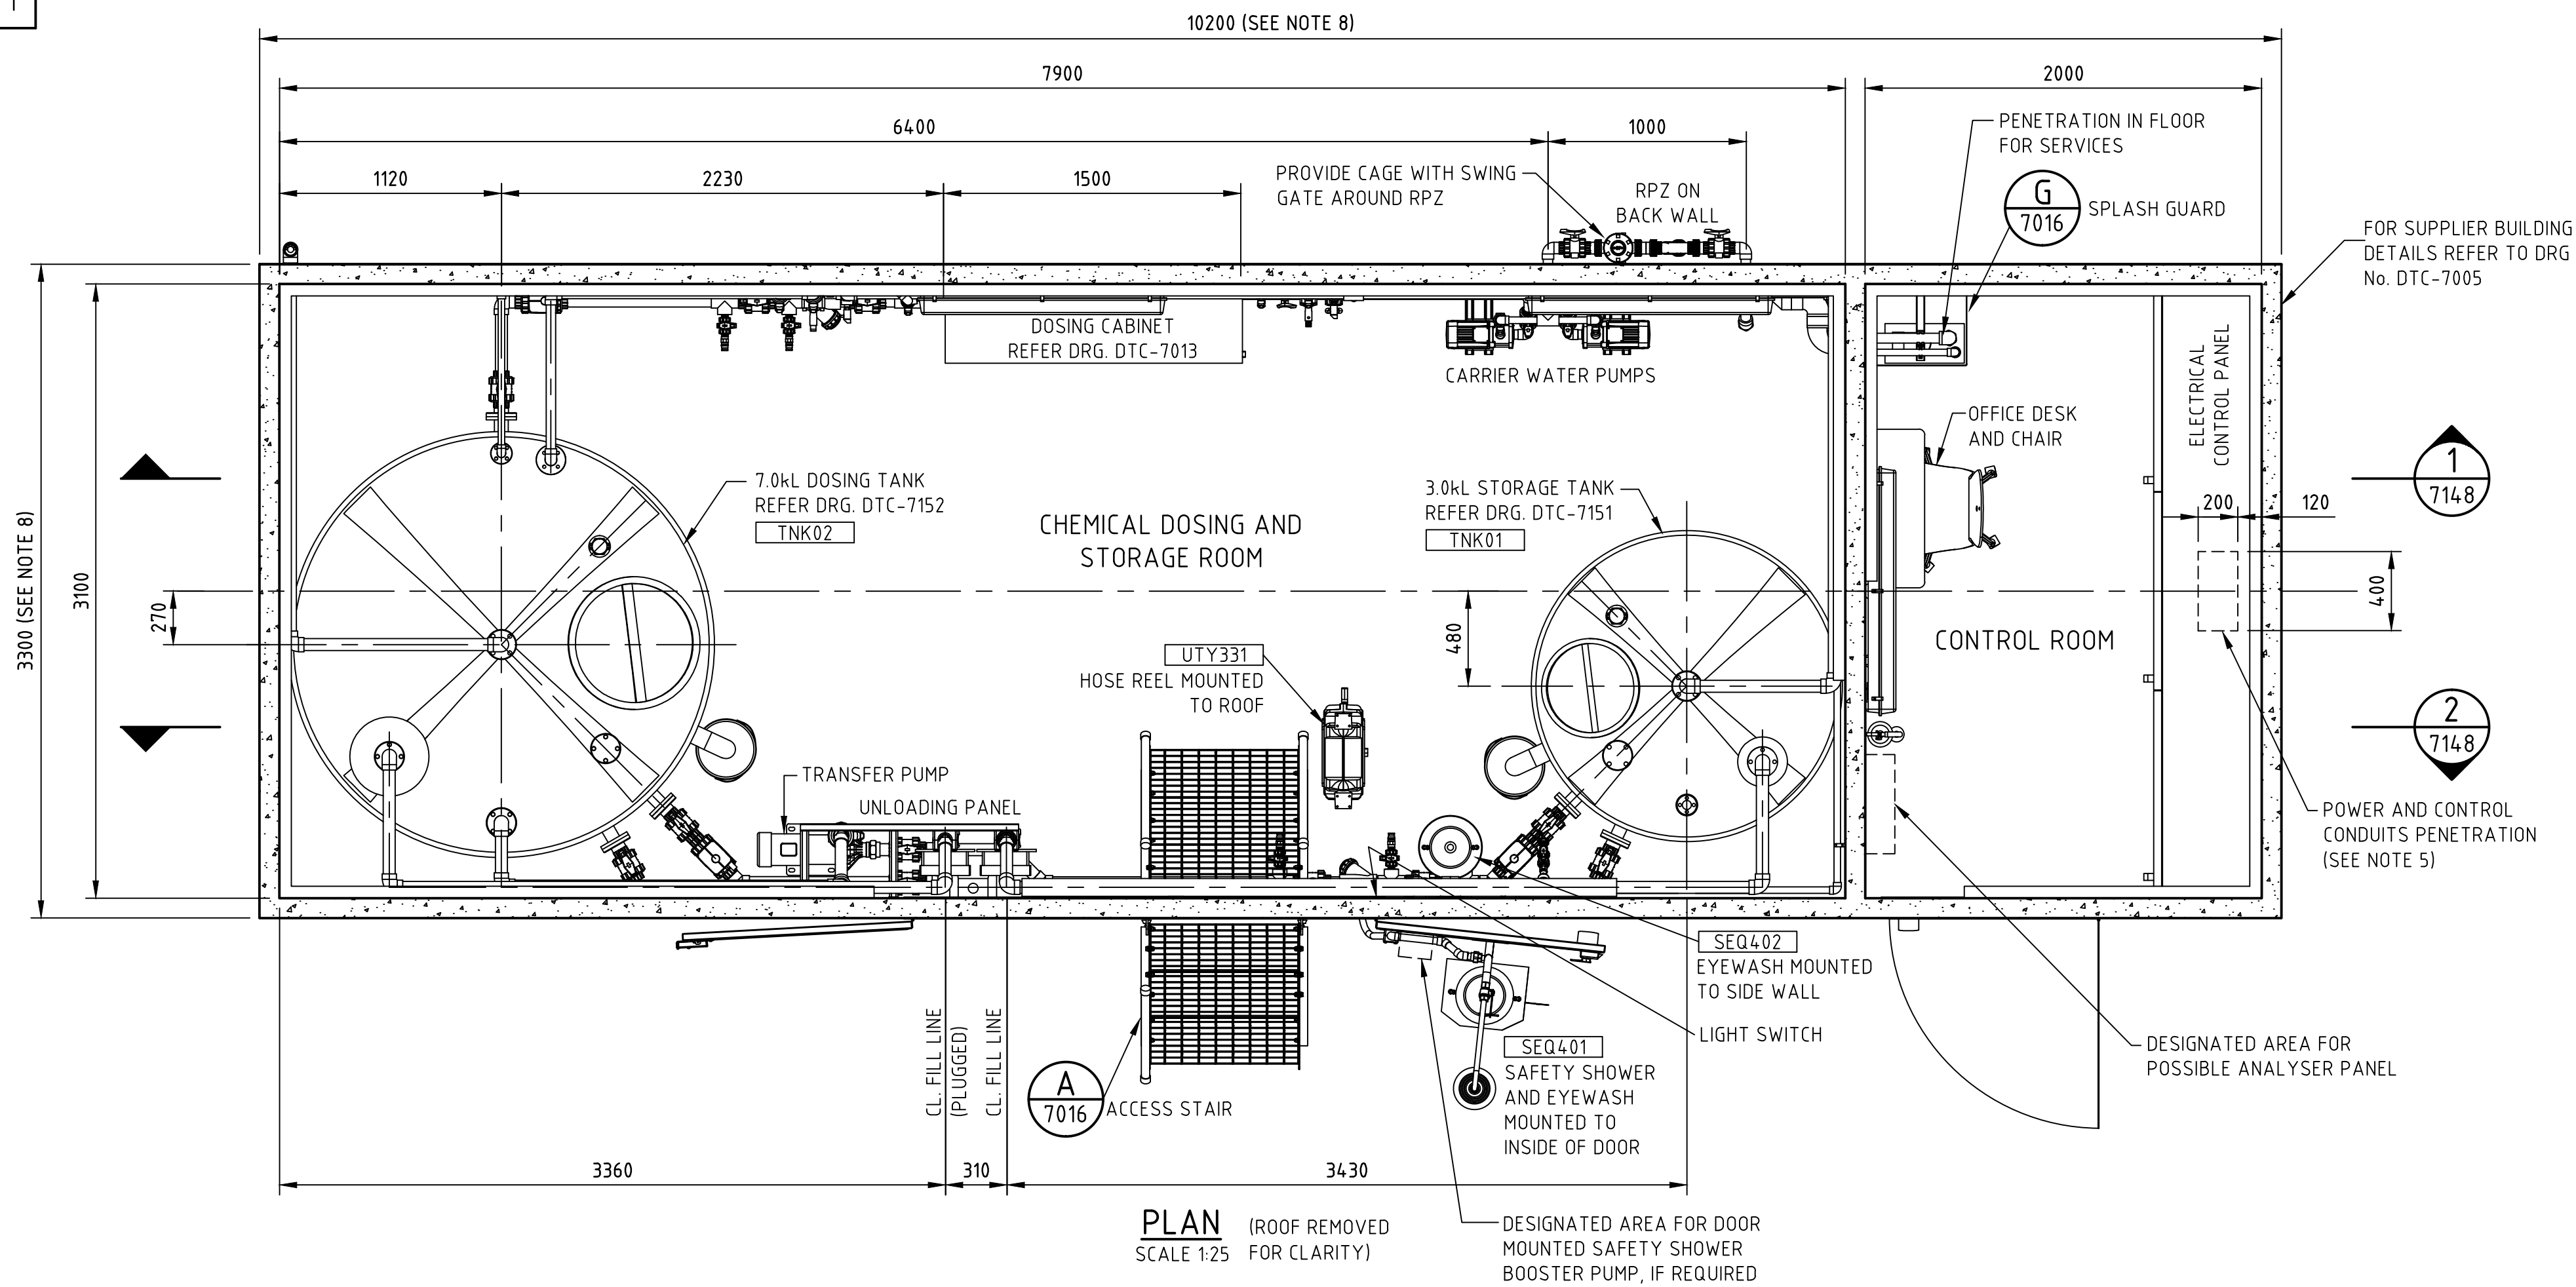 10200 (SEE NOTE 8)
7900
2000
6400
1000
1120
2230
1500
PROVIDE CAGE WITH SWING
GATE AROUND RPZ
RPZ ON
BACK WALL
PENETRATION IN FLOOR
FOR SERVICES
G
7016
SPLASH GUARD
FOR SUPPLIER BUILDING
DETAILS REFER TO DRG
No. DTC-7005
DOSING CABINET
REFER DRG. DTC-7013
CARRIER WATER PUMPS
ELECTRICAL
CONTROL PANEL
OFFICE DESK
AND CHAIR
1
7148
7.0kL DOSING TANK
REFER DRG. DTC-7152
TNK02
CHEMICAL DOSING AND
STORAGE ROOM
3.0kL STORAGE TANK
REFER DRG. DTC-7151
TNK01
200
120
400
3300 (SEE NOTE 8)
3100
270
480
CONTROL ROOM
UTY331
HOSE REEL MOUNTED
TO ROOF
2
7148
TRANSFER PUMP
UNLOADING PANEL
POWER AND CONTROL
CONDUITS PENETRATION
(SEE NOTE 5)
SEQ402
EYEWASH MOUNTED
TO SIDE WALL
LIGHT SWITCH
DESIGNATED AREA FOR
POSSIBLE ANALYSER PANEL
CL. FILL LINE
(PLUGGED)
CL. FILL LINE
A
7016
ACCESS STAIR
SEQ401
SAFETY SHOWER
AND EYEWASH
MOUNTED TO
INSIDE OF DOOR
3360
310
3430
PLAN
(ROOF REMOVED
FOR CLARITY)
SCALE 1:25
DESIGNATED AREA FOR DOOR
MOUNTED SAFETY SHOWER
BOOSTER PUMP, IF REQUIRED